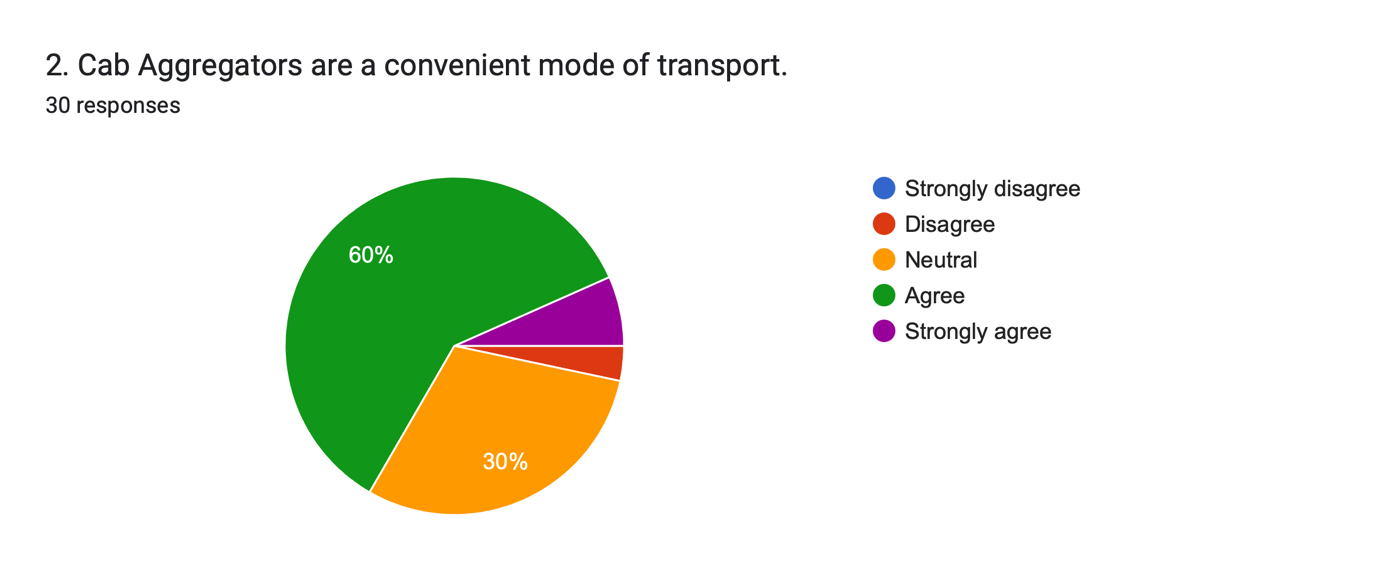 2. Cab Aggregators are a convenient mode of transport.
30 responses
60%
30%
Strongly disagree
Disagree
Neutral
Agree
Strongly agree